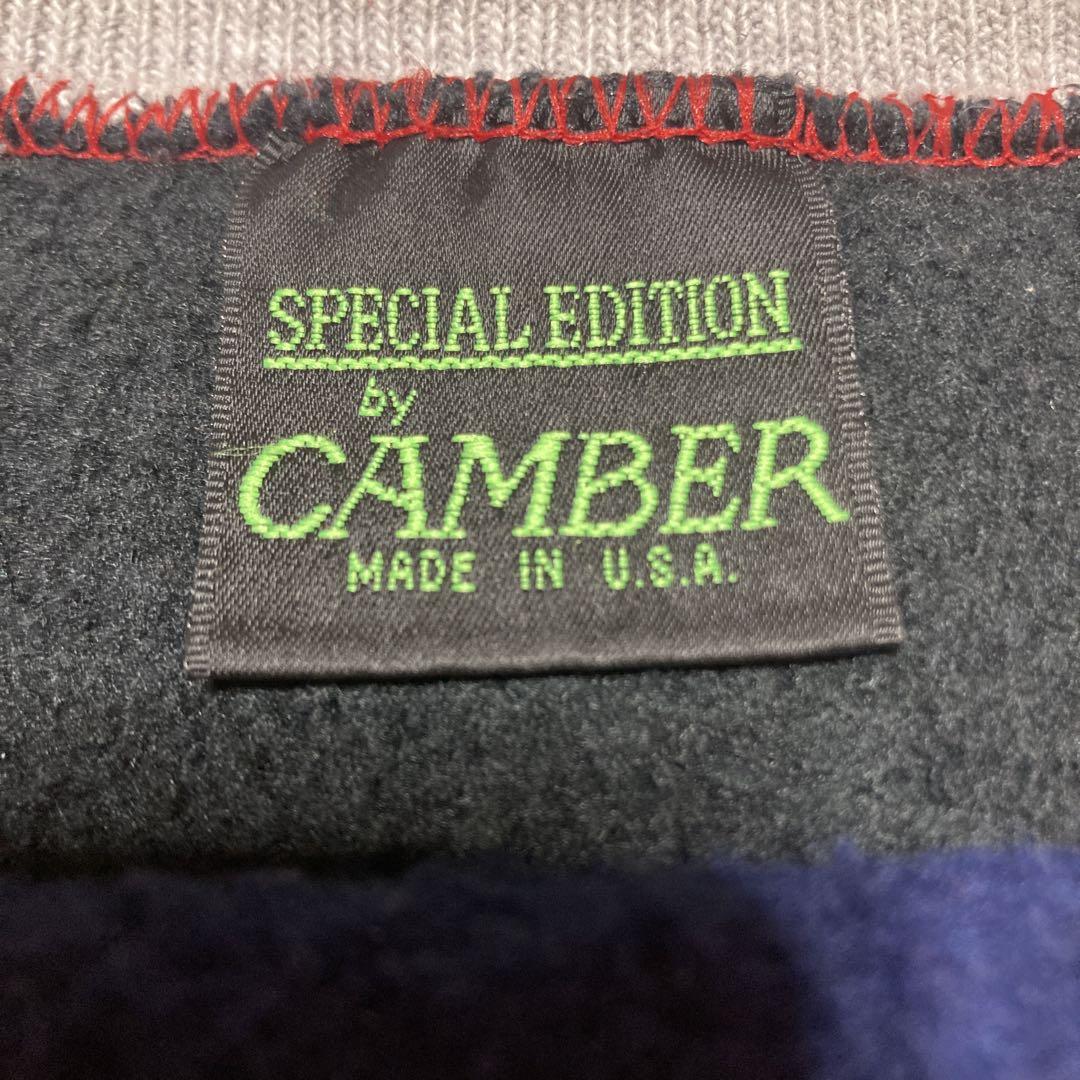 SPECIAL EDITION
by
CAMBER
MADE IN U.S.A.